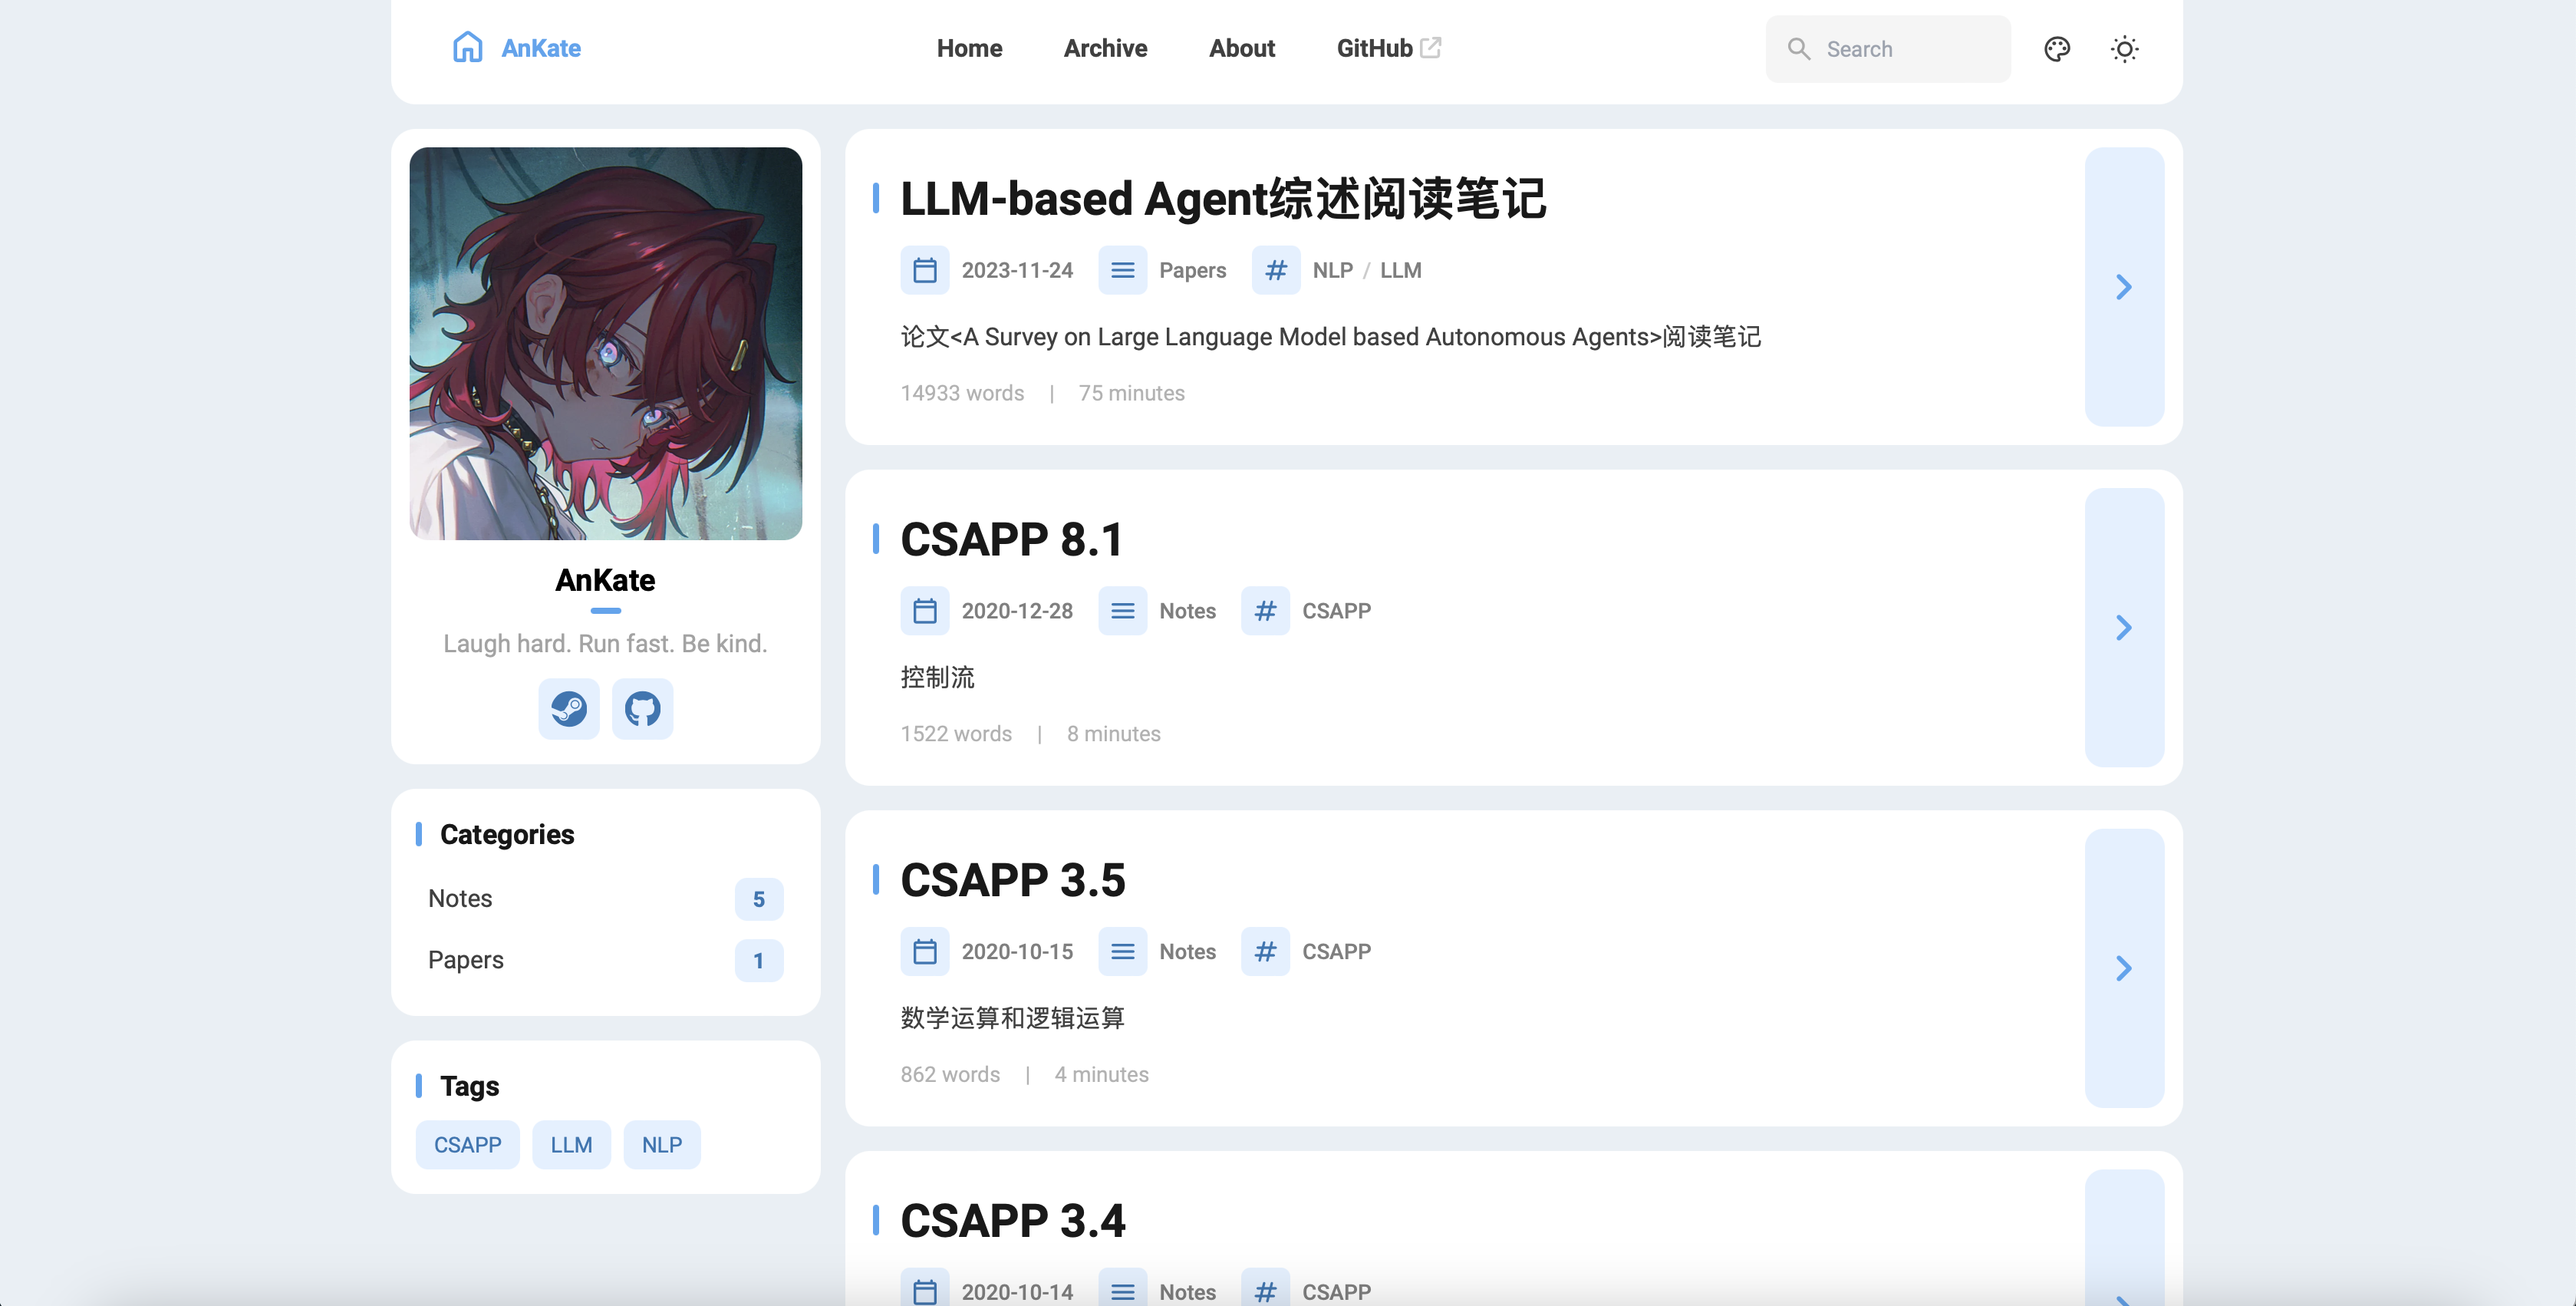 AnKate
Home Archive About GitHub
Search
AnKate
Laugh hard. Run fast. Be kind.
Categories
Notes 5
Papers 1
Tags
CSAPP LLM NLP
LLM-based Agent综述阅读笔记
2023-11-24 Papers # NLP / LLM
论文<A Survey on Large Language Model based Autonomous Agents>阅读笔记
14933 words | 75 minutes
CSAPP 8.1
2020-12-28 Notes # CSAPP
控制流
1522 words | 8 minutes
CSAPP 3.5
2020-10-15 Notes # CSAPP
数学运算和逻辑运算
862 words | 4 minutes
CSAPP 3.4
2020-10-14 Notes # CSAPP